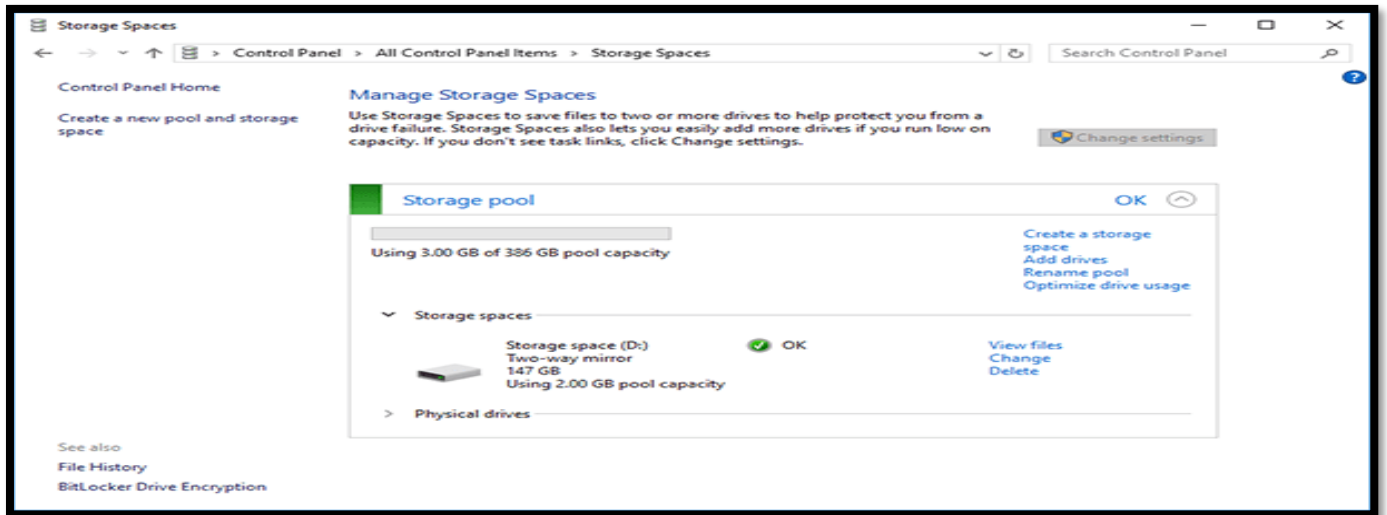 Storage Spaces
Control Panel > All Control Panel Items > Storage Spaces
Search Control Panel
?
Control Panel Home
Create a new pool and storage
space
Manage Storage Spaces
Use Storage Spaces to save files to two or more drives to help protect you from a
drive failure. Storage Spaces also lets you easily add more drives if you run low on
capacity. If you don't see task links, click Change settings.
Change settings
Storage pool
OK
Using 3.00 GB of 386 GB pool capacity
Create a storage
space
Add drives
Rename pool
Optimize drive usage
Storage spaces
Storage space (D:)
Two-way mirror
147 GB
Using 2.00 GB pool capacity
OK
View files
Change
Delete
Physical drives
See also
File History
BitLocker Drive Encryption